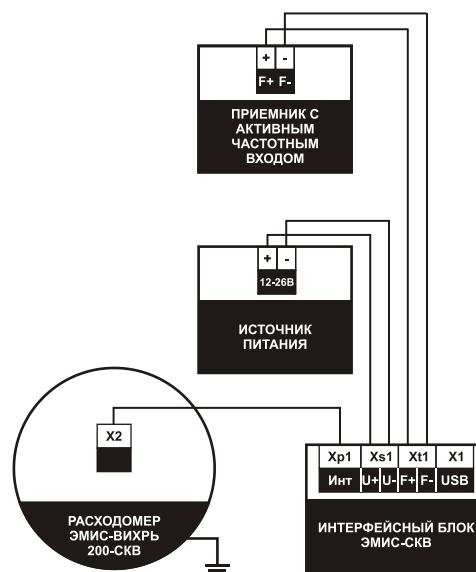 + -
F+ F-
ПРИЕМНИК С
АКТИВНЫМ
ЧАСТОТНЫМ
ВХОДОМ
+ -
12-26В
ИСТОЧНИК
ПИТАНИЯ
X2
РАСХОДОМЕР
ЭМИС-ВИХРЬ
200-СКВ
Xp1 Xs1 Xt1 X1
Инт U+ U- F+ F- USB
ИНТЕРФЕЙСНЫЙ БЛОК
ЭМИС-СКВ